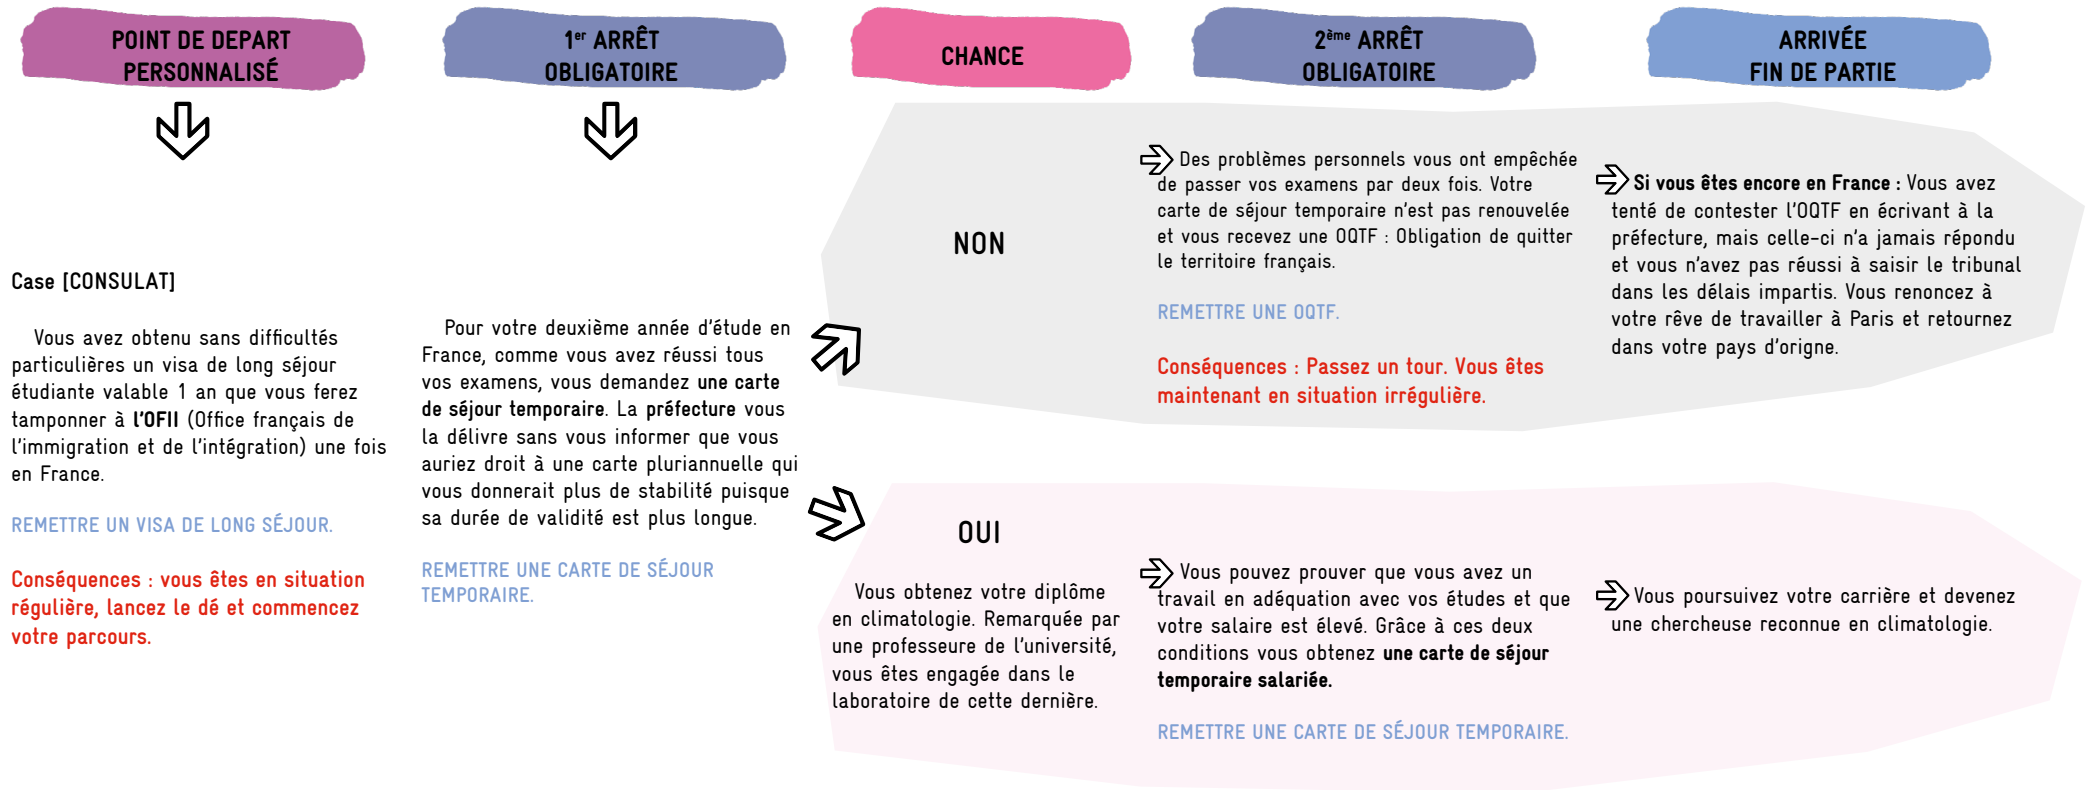 POINT DE DEPART
PERSONNALISÉ
1er ARRÊT
OBLIGATOIRE
CHANCE
2ème ARRÊT
OBLIGATOIRE
ARRIVÉE
FIN DE PARTIE
Case [CONSULAT]
Vous avez obtenu sans difficultés
particulières un visa de long séjour
étudiante valable 1 an que vous ferez
tamponner à l'OFII (Office français de
l'immigration et de l'intégration) une fois
en France.
REMETTRE UN VISA DE LONG SÉJOUR.
Conséquences : vous êtes en situation
régulière, lancez le dé et commencez
votre parcours.
Pour votre deuxième année d'étude en
France, comme vous avez réussi tous
vos examens, vous demandez une carte
de séjour temporaire. La préfecture vous
la délivre sans vous informer que vous
auriez droit à une carte pluriannuelle qui
vous donnerait plus de stabilité puisque
sa durée de validité est plus longue.
REMETTRE UNE CARTE DE SÉJOUR
TEMPORAIRE.
NON
Des problèmes personnels vous ont empêchée
de passer vos examens par deux fois. Votre
carte de séjour temporaire n'est pas renouvelée
et vous recevez une OQTF : Obligation de quitter
le territoire français.
REMETTRE UNE OQTF.
Conséquences : Passez un tour. Vous êtes
maintenant en situation irrégulière.
Si vous êtes encore en France : Vous avez
tenté de contester l'OQTF en écrivant à la
préfecture, mais celle-ci n'a jamais répondu
et vous n'avez pas réussi à saisir le tribunal
dans les délais impartis. Vous renoncez à
votre rêve de travailler à Paris et retournez
dans votre pays d'origne.
OUI
Vous obtenez votre diplôme
en climatologie. Remarquée par
une professeure de l'université,
vous êtes engagée dans le
laboratoire de cette dernière.
Vous pouvez prouver que vous avez un
travail en adéquation avec vos études et que
votre salaire est élevé. Grâce à ces deux
conditions vous obtenez une carte de séjour
temporaire salariée.
REMETTRE UNE CARTE DE SÉJOUR TEMPORAIRE.
Vous poursuivez votre carrière et devenez
une chercheuse reconnue en climatologie.